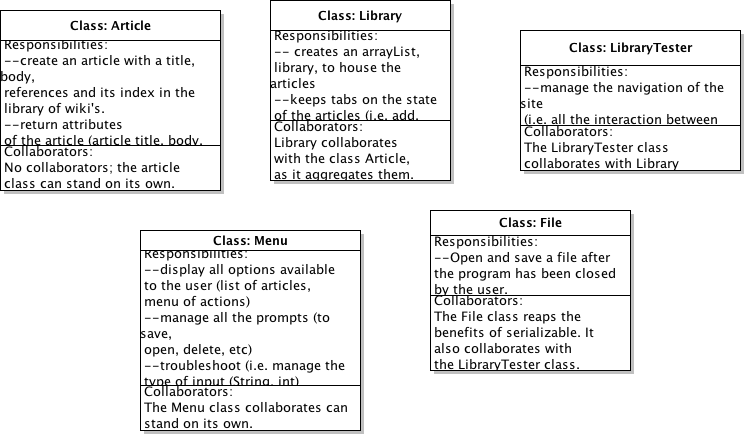 Class: Article
Responsibilities:
--create an article with a title,
body,
references and its index in the
library of wiki's.
--return attributes
of the article (article title, body,
Collaborators:
No collaborators; the article
class can stand on its own.
Class: Library
Responsibilities:
-- creates an arrayList,
library, to house the
articles
--keeps tabs on the state
of the articles (i.e. add,
Collaborators:
Library collaborates
with the class Article,
as it aggregates them.
Class: LibraryTester
Responsibilities:
--manage the navigation of the
site
(i.e. all the interaction between
Collaborators:
The LibraryTester class
collaborates with Library
Class: Menu
Responsibilities:
--display all options available
to the user (list of articles,
menu of actions)
--manage all the prompts (to
save,
open, delete, etc)
--troubleshoot (i.e. manage the
type of input (String, int)
Collaborators:
The Menu class collaborates can
stand on its own.
Class: File
Responsibilities:
--Open and save a file after
the program has been closed
by the user.
Collaborators:
The File class reaps the
benefits of serializable. It
also collaborates with
the LibraryTester class.